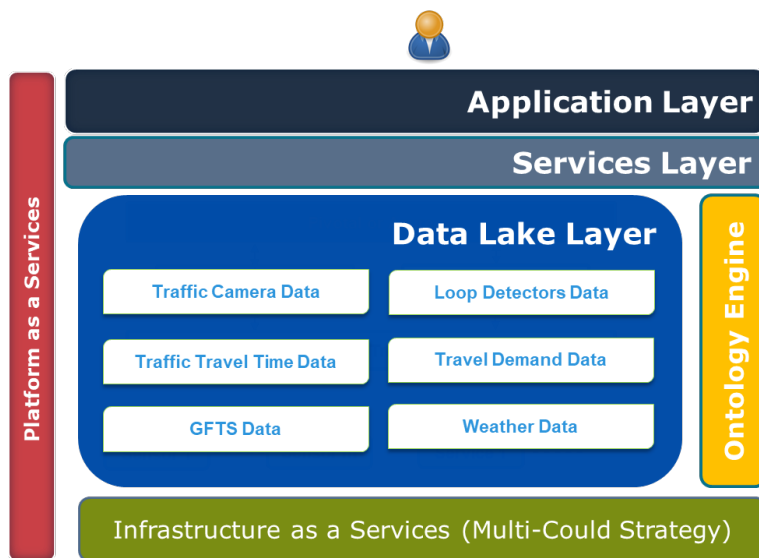 Application Layer
Services Layer
Platform as a Services
Data Lake Layer
Traffic Camera Data
Loop Detectors Data
Traffic Travel Time Data
Travel Demand Data
GFTS Data
Weather Data
Ontology Engine
Infrastructure as a Services (Multi-Could Strategy)